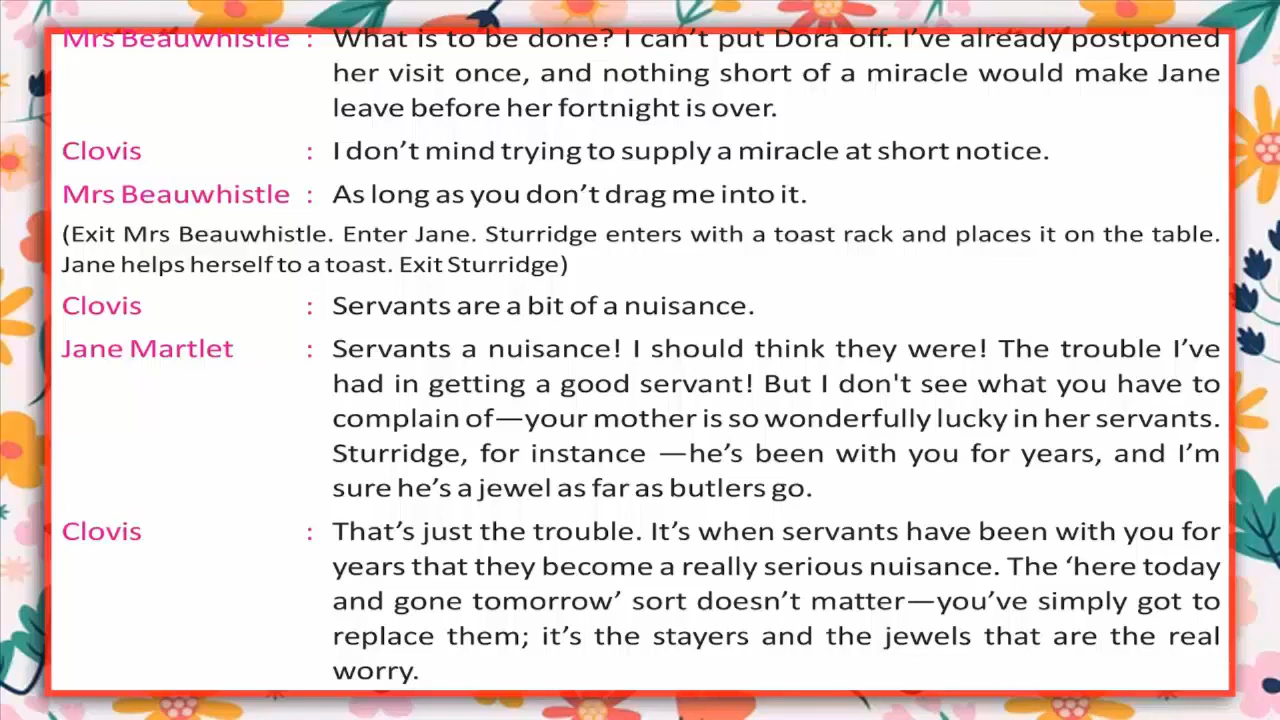 Mrs Beauwhistle : What is to be done? I can't put Dora off. I've already postponed
her visit once, and nothing short of a miracle would make Jane
leave before her fortnight is over.
Clovis : I don't mind trying to supply a miracle at short notice.
Mrs Beauwhistle : As long as you don't drag me into it.
(Exit Mrs Beauwhistle. Enter Jane. Sturridge enters with a toast rack and places it on the table.
Jane helps herself to a toast. Exit Sturridge)
Clovis : Servants are a bit of a nuisance.
Jane Martlet : Servants a nuisance! I should think they were! The trouble I've
had in getting a good servant! But I don't see what you have to
complain of—your mother is so wonderfully lucky in her servants.
Sturridge, for instance —he's been with you for years, and I'm
sure he's a jewel as far as butlers go.
Clovis : That's just the trouble. It's when servants have been with you for
years that they become a really serious nuisance. The ‘here today
and gone tomorrow’ sort doesn't matter—you've simply got to
replace them; it's the stayers and the jewels that are the real
worry.